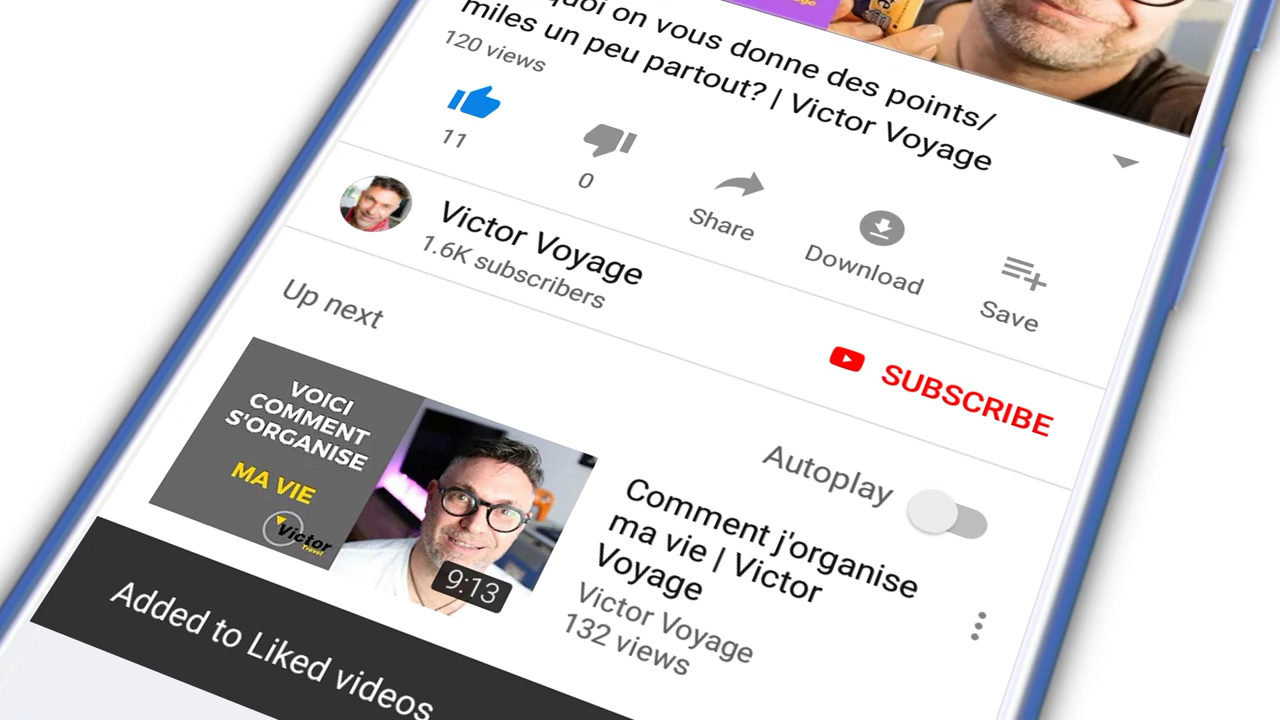 quoi on vous donne des points/
miles un peu partout? | Victor Voyage
120 views
11
0
Share
Download
Save
Victor Voyage
1.6K subscribers
SUBSCRIBE
Up next
Autoplay
VOICI
COMMENT
S'ORGANISE
MA VIE
Victor
Travel
9:13
Comment j'organise
ma vie | Victor
Voyage
Victor Voyage
132 views
Added to Liked videos